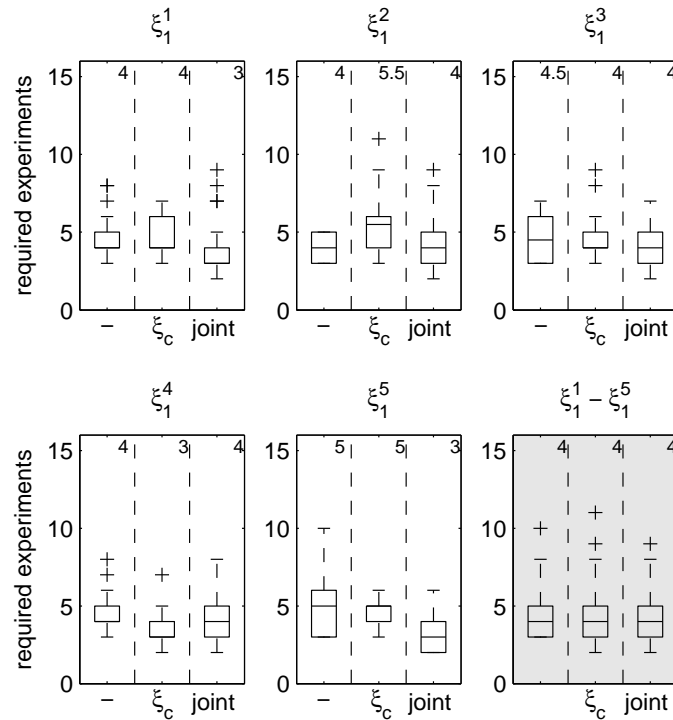 ξ₁¹ ξ₁² ξ₁³
15 4 4 3 4 5.5 4 15 4.5 4 4
15
required experiments
10 10 10
5 5 5
0 0 0
– ξc joint – ξc joint – ξc joint
ξ₁⁴ ξ₁⁵ ξ₁¹ – ξ₁⁵
15 4 3 4 15 5 5 3 15 4 4 4
required experiments
10 10 10
5 5 5
0 0 0
– ξc joint – ξc joint ξc joint